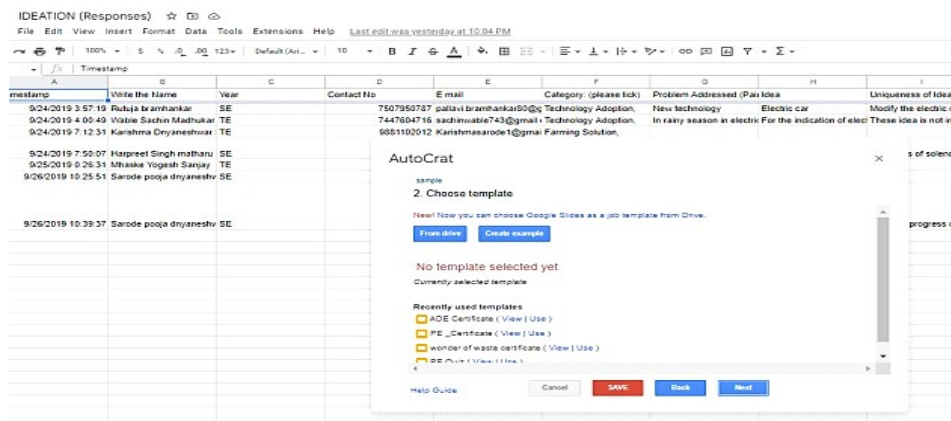 IDEATION (Responses)
File Edit View Insert Format Data Tools Extensions Help Last edit was yesterday at 10:04 PM
100% $ % .0 .00 123 Default (Ari... 10 B I S A
fx Timestamp
A B C D E F G H I
mestamp Write the Name Year Contact No E mail Category: (please tick) Problem Addressed (Pai Idea Uniqueness of Idea
9/24/2019 3:57:19 Rutuja bramhankar SE 7507950787 pallavi.bramhankar80@g Technology Adoption, New technology Electric car Modify the electric c
9/24/2019 4:00:49 Wable Sachin Madhukar TE 7447604716 sachinwable743@gmail Technology Adoption, In rainy season in electric For the indication of elect These idea is not in
9/24/2019 7:12:31 Karishma Dnyaneshwar TE 9881102012 Karishmasarode1@gmai Farming Solution,
9/24/2019 7:50:07 Harpreet Singh matharu SE s of solenc
9/25/2019 0:26:31 Mhaske Yogesh Sanjay TE
9/26/2019 10:25:51 Sarode pooja dnyaneshv SE
9/26/2019 10:39:37 Sarode pooja dnyaneshv SE progress c
AutoCrat
sample
2. Choose template
New! Now you can choose Google Slides as a job template from Drive.
From drive Create example
No template selected yet
Currently selected template
Recently used templates
ADE Certificate ( View | Use )
PE _Certificate ( View | Use )
wonder of waste certificate ( View | Use )
PE Quiz ( View | Use )
Help Guide Cancel SAVE Back Next